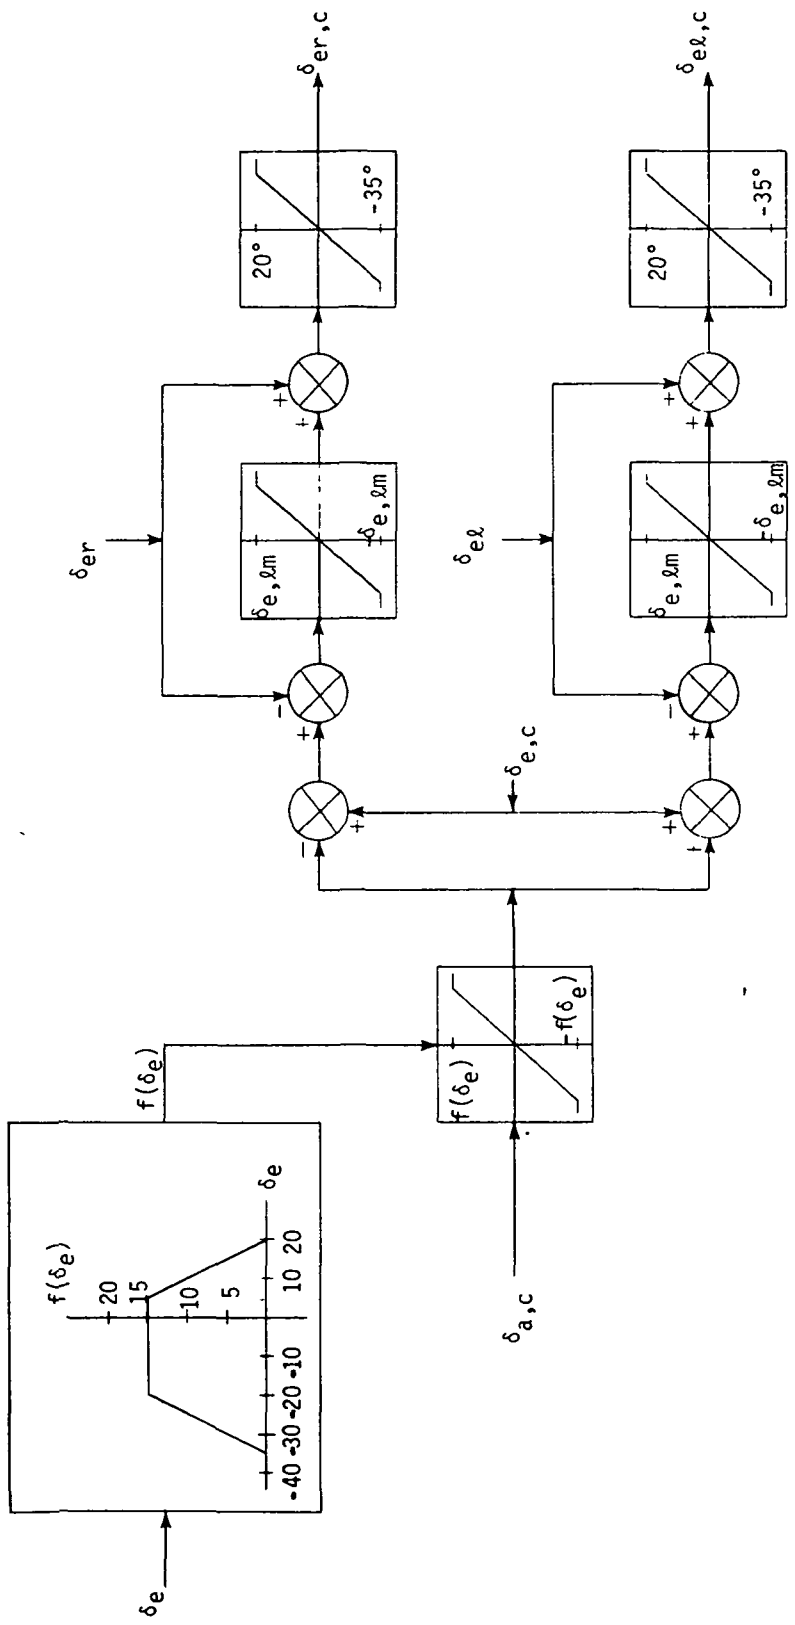 δe
f(δe)
20
15
10
5
-40 -30 -20 -10
10 20
δe
f(δe)
δa,c
f(δe)
-f(δe)
-
+
+
+
δe,c
δer
-
+
δe,ℓm
-δe,ℓm
+
+
20°
-35°
δer,c
δeℓ
-
+
δe,ℓm
-δe,ℓm
+
+
20°
-35°
δeℓ,c